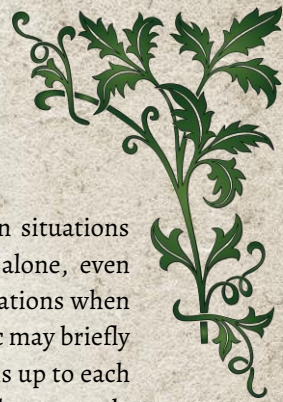 n situations
alone, even
ations when
may briefly
s up to each